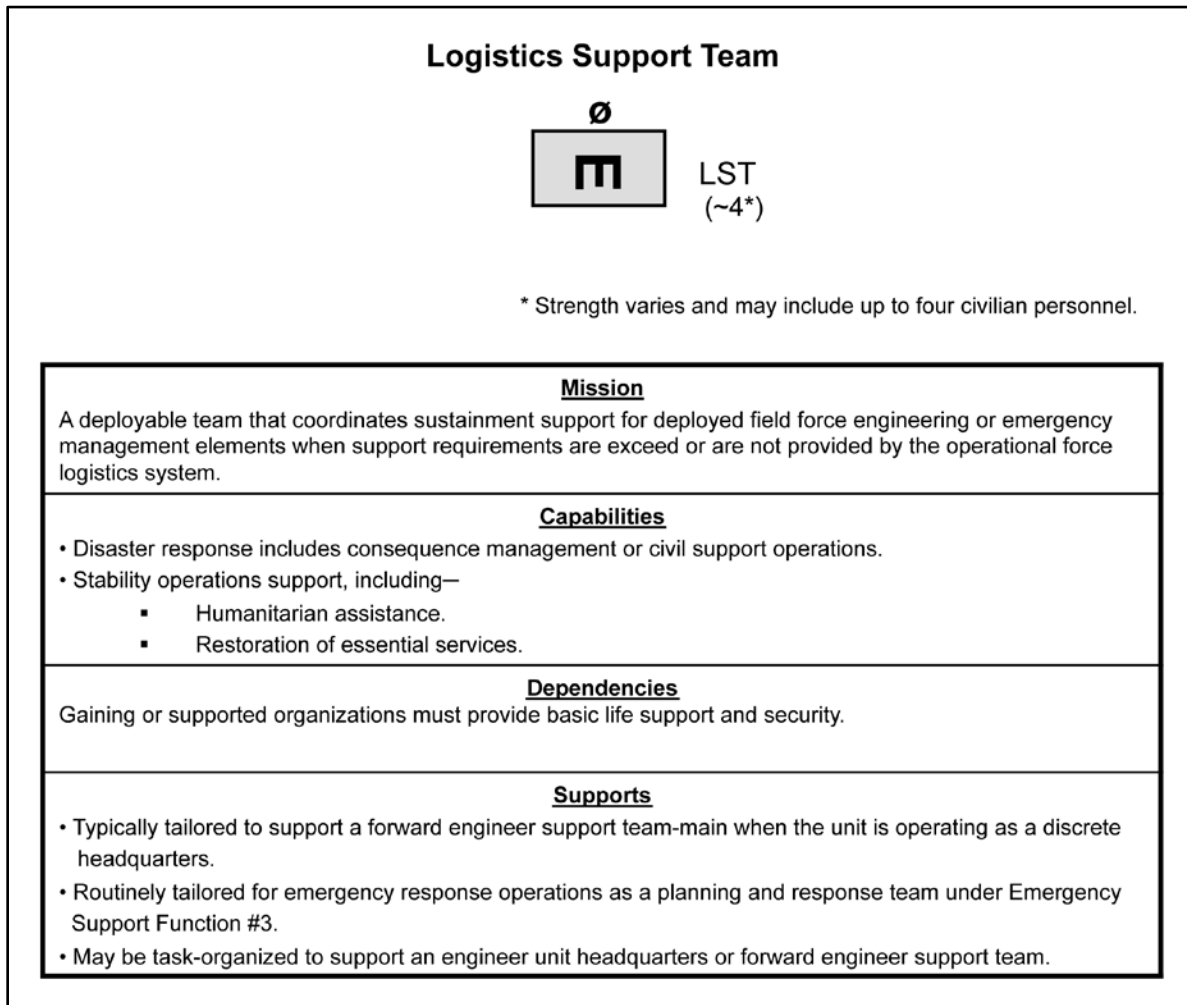 Logistics Support Team
Ø
E
LST
(~4*)
* Strength varies and may include up to four civilian personnel.
Mission
A deployable team that coordinates sustainment support for deployed field force engineering or emergency
management elements when support requirements are exceed or are not provided by the operational force
logistics system.
Capabilities
• Disaster response includes consequence management or civil support operations.
• Stability operations support, including—
▪ Humanitarian assistance.
▪ Restoration of essential services.
Dependencies
Gaining or supported organizations must provide basic life support and security.
Supports
• Typically tailored to support a forward engineer support team-main when the unit is operating as a discrete
headquarters.
• Routinely tailored for emergency response operations as a planning and response team under Emergency
Support Function #3.
• May be task-organized to support an engineer unit headquarters or forward engineer support team.